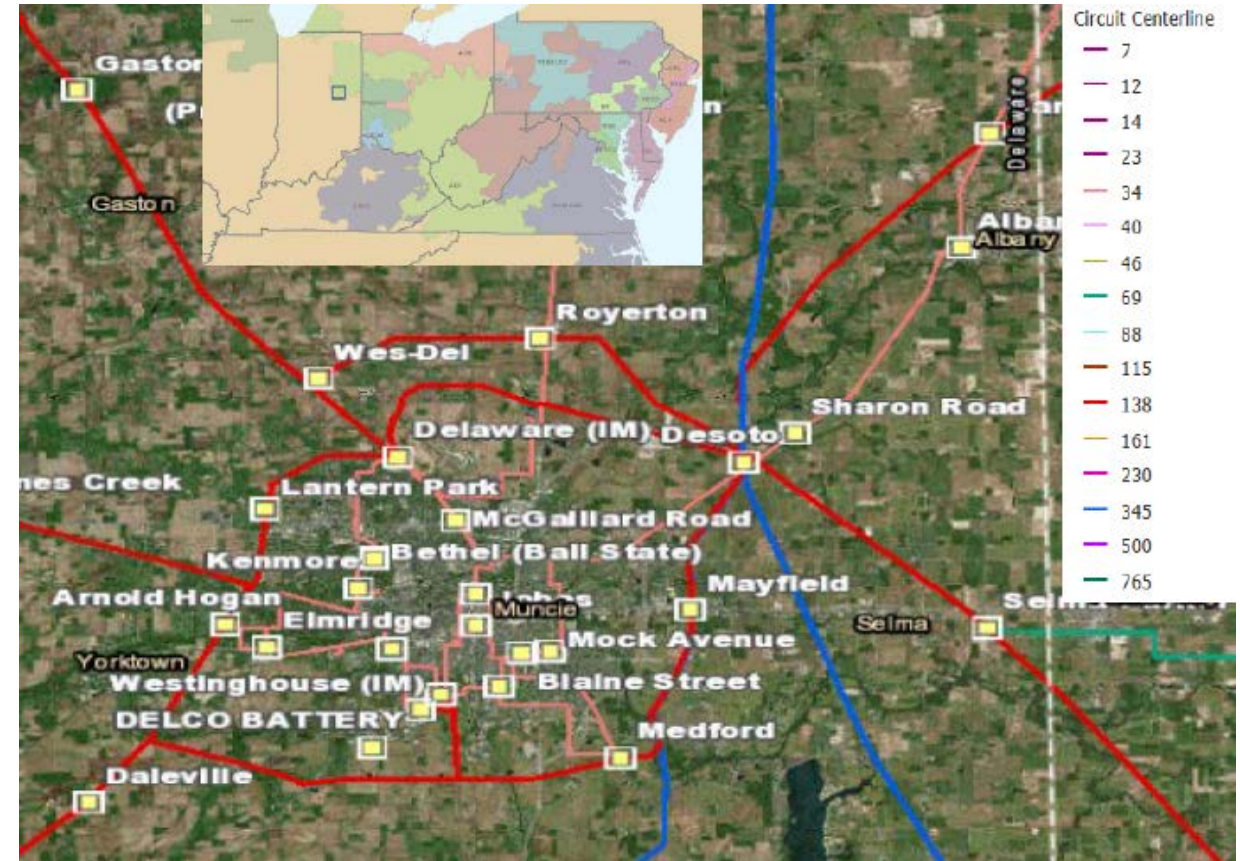 Circuit Centerline
7
12
14
23
34
40
46
69
88
115
138
161
230
345
500
765
Gaston
(P
Gaston
Delaware
Albany
Royerton
Wes-Del
Sharon Road
Delaware (IM)
Desoto
nes Creek
Lantern Park
McGalliard Road
Kenmore
Bethel (Ball State)
Mayfield
Arnold Hogan
Muncie
Selma
Elmridge
Mock Avenue
Yorktown
Westinghouse (IM)
Blaine Street
DELCO BATTERY
Medford
Daleville